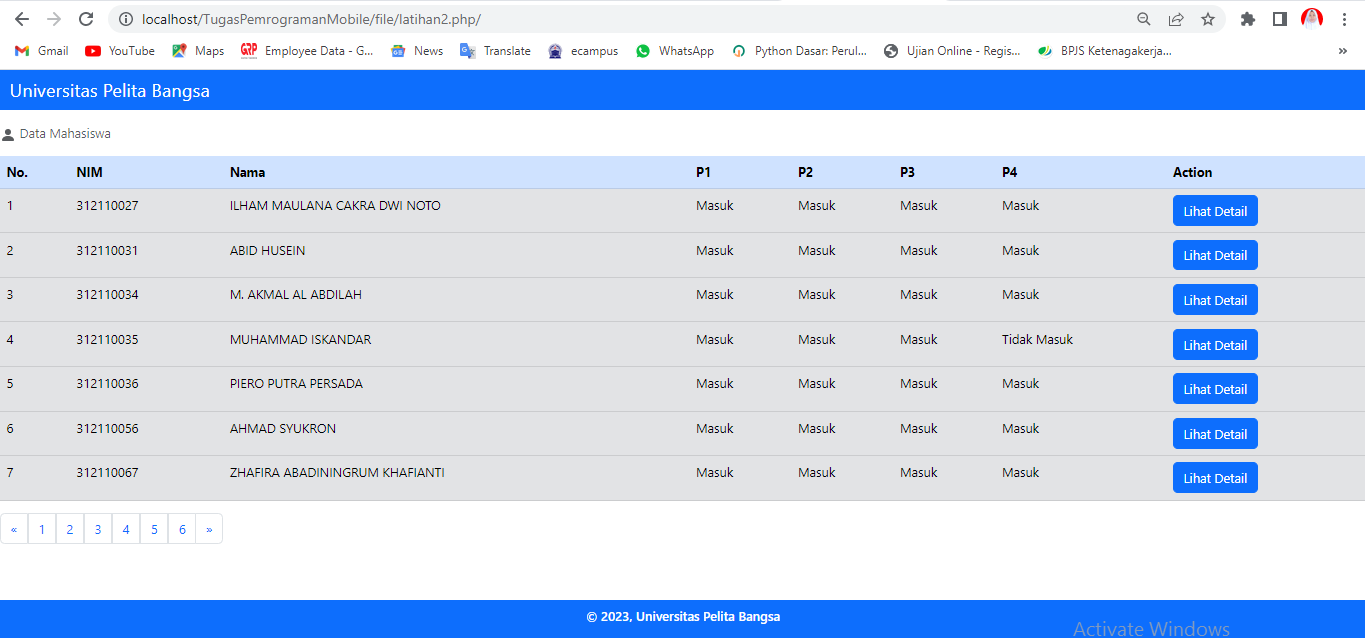 localhost/TugasPemrogramanMobile/file/latihan2.php/
Gmail YouTube Maps GRP Employee Data - G... News Translate ecampus WhatsApp Python Dasar: Perul... Ujian Online - Regis... BPJS Ketenagakerja... »
Universitas Pelita Bangsa
Data Mahasiswa
No. NIM Nama P1 P2 P3 P4 Action
1 312110027 ILHAM MAULANA CAKRA DWI NOTO Masuk Masuk Masuk Masuk Lihat Detail
2 312110031 ABID HUSEIN Masuk Masuk Masuk Masuk Lihat Detail
3 312110034 M. AKMAL AL ABDILAH Masuk Masuk Masuk Masuk Lihat Detail
4 312110035 MUHAMMAD ISKANDAR Masuk Masuk Masuk Tidak Masuk Lihat Detail
5 312110036 PIERO PUTRA PERSADA Masuk Masuk Masuk Masuk Lihat Detail
6 312110056 AHMAD SYUKRON Masuk Masuk Masuk Masuk Lihat Detail
7 312110067 ZHAFIRA ABADININGRUM KHAFIANTI Masuk Masuk Masuk Masuk Lihat Detail
« 1 2 3 4 5 6 »
© 2023, Universitas Pelita Bangsa
Activate Windows